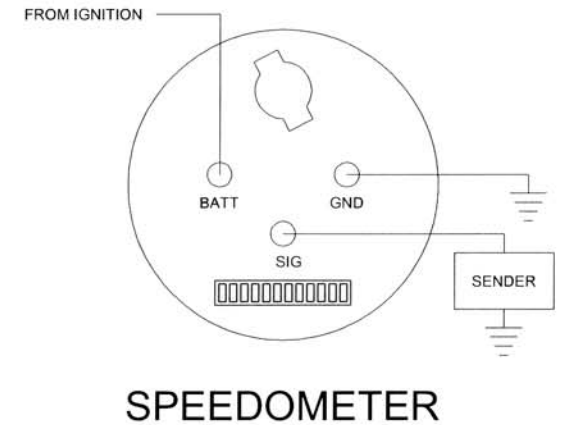 FROM IGNITION
BATT
GND
SIG
SENDER
SPEEDOMETER